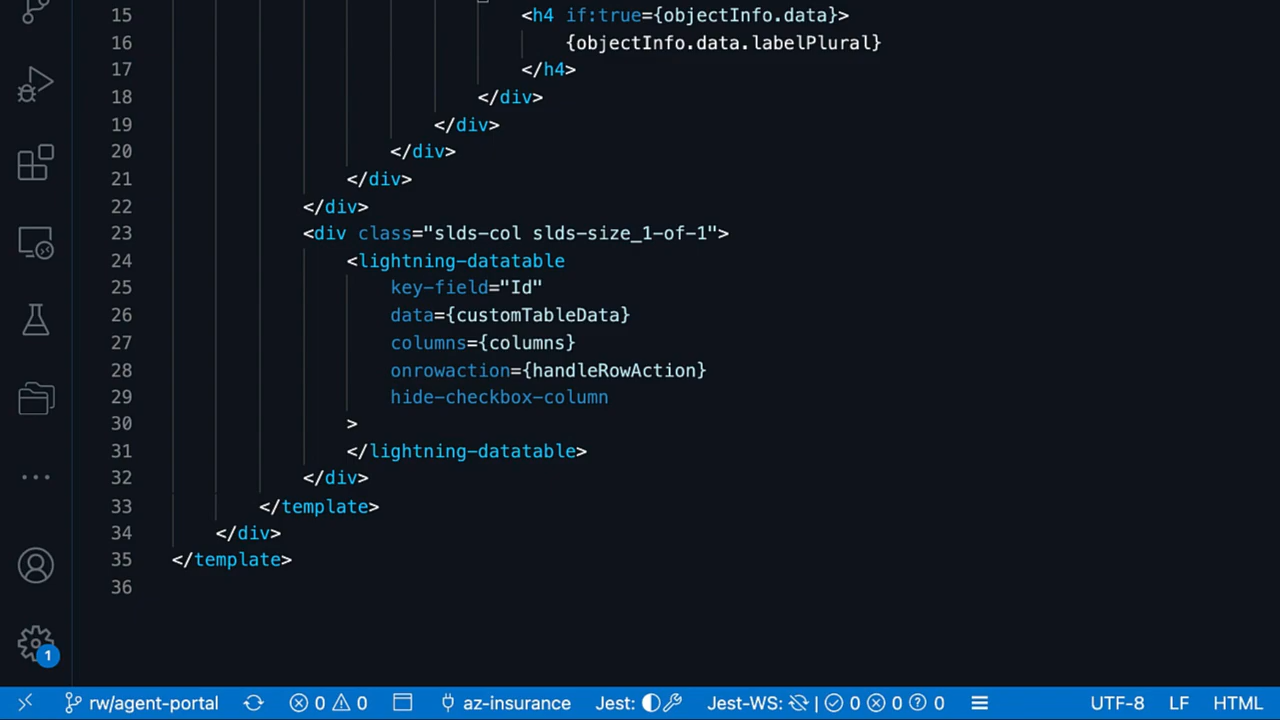 15 <h4 if:true={objectInfo.data}>
16 {objectInfo.data.labelPlural}
17 </h4>
18 </div>
19 </div>
20 </div>
21 </div>
22 </div>
23 <div class="slds-col slds-size_1-of-1">
24 <lightning-datatable
25 key-field="Id"
26 data={customTableData}
27 columns={columns}
28 onrowaction={handleRowAction}
29 hide-checkbox-column
30 >
31 </lightning-datatable>
32 </div>
33 </template>
34 </div>
35 </template>
36
1
rw/agent-portal 0 0 az-insurance Jest: Jest-WS: | 0 0 0 UTF-8 LF HTML